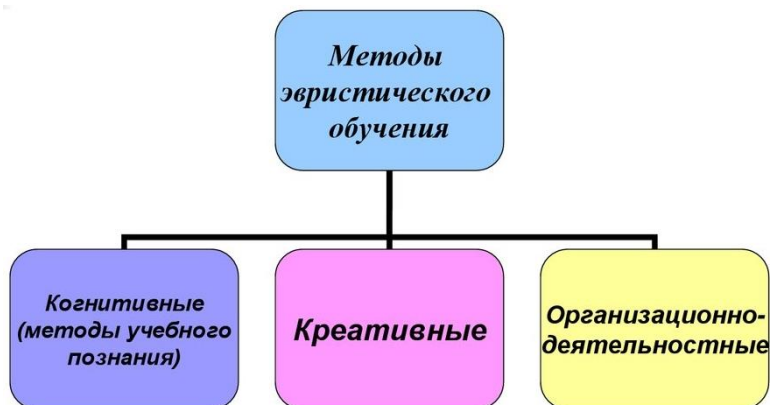 Методы
эвристического
обучения
Когнитивные
(методы учебного
познания)
Креативные
Организационно-
деятельностные